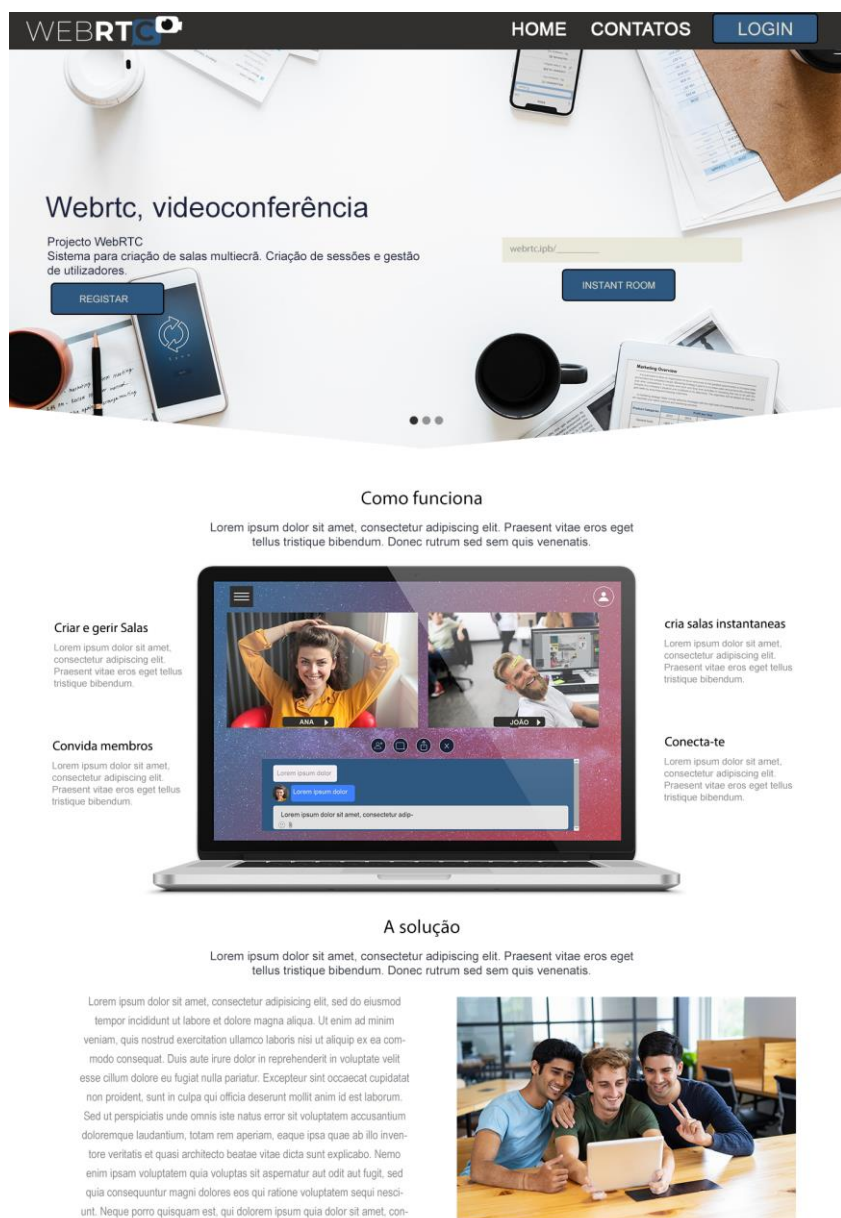 WEBRTC
HOME CONTATOS LOGIN
Webrtc, videoconferência
Projecto WebRTC
Sistema para criação de salas multiecrã. Criação de sessões e gestão
de utilizadores.
REGISTAR
webrtc.ipb/________
INSTANT ROOM
Marketing Overview
Como funciona
Lorem ipsum dolor sit amet, consectetur adipiscing elit. Praesent vitae eros eget
tellus tristique bibendum. Donec rutrum sed sem quis venenatis.
Criar e gerir Salas
Lorem ipsum dolor sit amet,
consectetur adipiscing elit.
Praesent vitae eros eget tellus
tristique bibendum.
Convida membros
Lorem ipsum dolor sit amet,
consectetur adipiscing elit.
Praesent vitae eros eget tellus
tristique bibendum.
ANA
JOÃO
Lorem ipsum dolor
Lorem ipsum dolor
Lorem ipsum dolor sit amet, consectetur adip-
cria salas instantaneas
Lorem ipsum dolor sit amet,
consectetur adipiscing elit.
Praesent vitae eros eget tellus
tristique bibendum.
Conecta-te
Lorem ipsum dolor sit amet,
consectetur adipiscing elit.
Praesent vitae eros eget tellus
tristique bibendum.
A solução
Lorem ipsum dolor sit amet, consectetur adipiscing elit. Praesent vitae eros eget
tellus tristique bibendum. Donec rutrum sed sem quis venenatis.
Lorem ipsum dolor sit amet, consectetur adipisicing elit, sed do eiusmod
tempor incididunt ut labore et dolore magna aliqua. Ut enim ad minim
veniam, quis nostrud exercitation ullamco laboris nisi ut aliquip ex ea com-
modo consequat. Duis aute irure dolor in reprehenderit in voluptate velit
esse cillum dolore eu fugiat nulla pariatur. Excepteur sint occaecat cupidatat
non proident, sunt in culpa qui officia deserunt mollit anim id est laborum.
Sed ut perspiciatis unde omnis iste natus error sit voluptatem accusantium
doloremque laudantium, totam rem aperiam, eaque ipsa quae ab illo inven-
tore veritatis et quasi architecto beatae vitae dicta sunt explicabo. Nemo
enim ipsam voluptatem quia voluptas sit aspernatur aut odit aut fugit, sed
quia consequuntur magni dolores eos qui ratione voluptatem sequi nesci-
unt. Neque porro quisquam est, qui dolorem ipsum quia dolor sit amet, con-